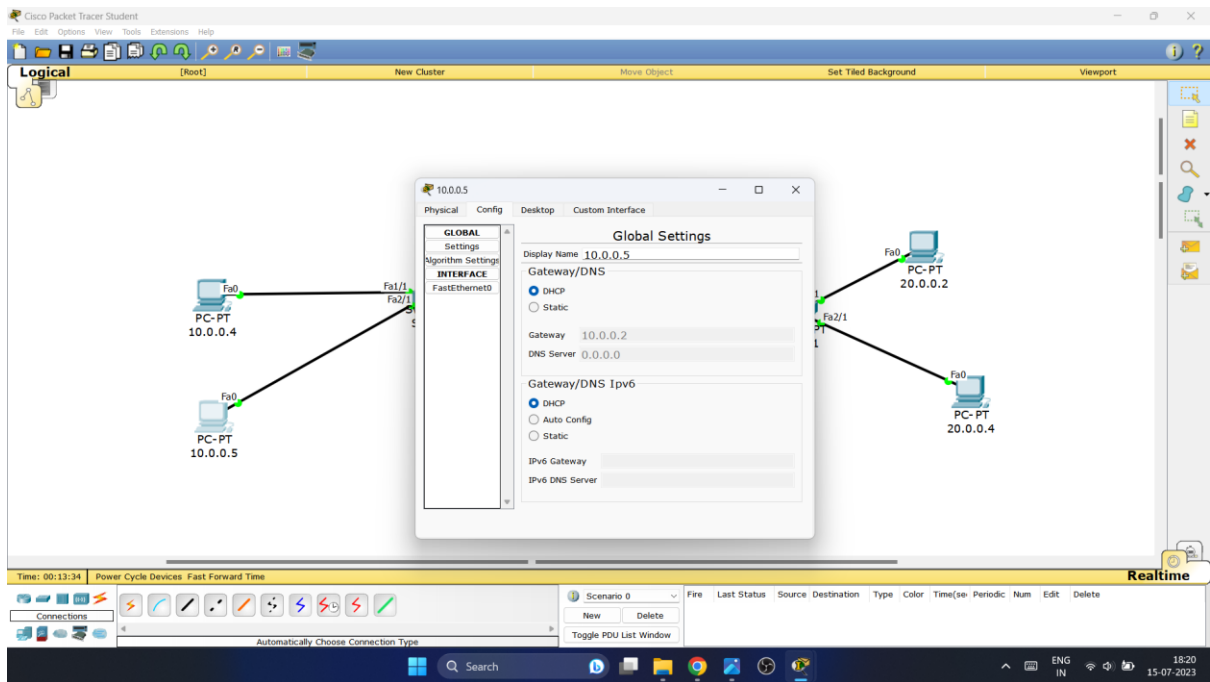 Cisco Packet Tracer Student
File Edit Options View Tools Extensions Help
Logical [Root] New Cluster Move Object Set Tiled Background Viewport
10.0.0.5
Physical Config Desktop Custom Interface
GLOBAL
Settings
Algorithm Settings
INTERFACE
FastEthernet0
Global Settings
Display Name 10.0.0.5
Gateway/DNS
DHCP
Static
Gateway 10.0.0.2
DNS Server 0.0.0.0
Gateway/DNS Ipv6
DHCP
Auto Config
Static
IPv6 Gateway
IPv6 DNS Server
Fa0
PC-PT
10.0.0.4
Fa1/1
Fa2/1
Fa0
PC-PT
10.0.0.5
Fa0
PC-PT
20.0.0.2
Fa2/1
Fa0
PC-PT
20.0.0.4
Time: 00:13:34 Power Cycle Devices Fast Forward Time
Realtime
Connections
Automatically Choose Connection Type
Scenario 0
New Delete
Toggle PDU List Window
Fire Last Status Source Destination Type Color Time(se Periodic Num Edit Delete
Search
ENG
IN
18:20
15-07-2023